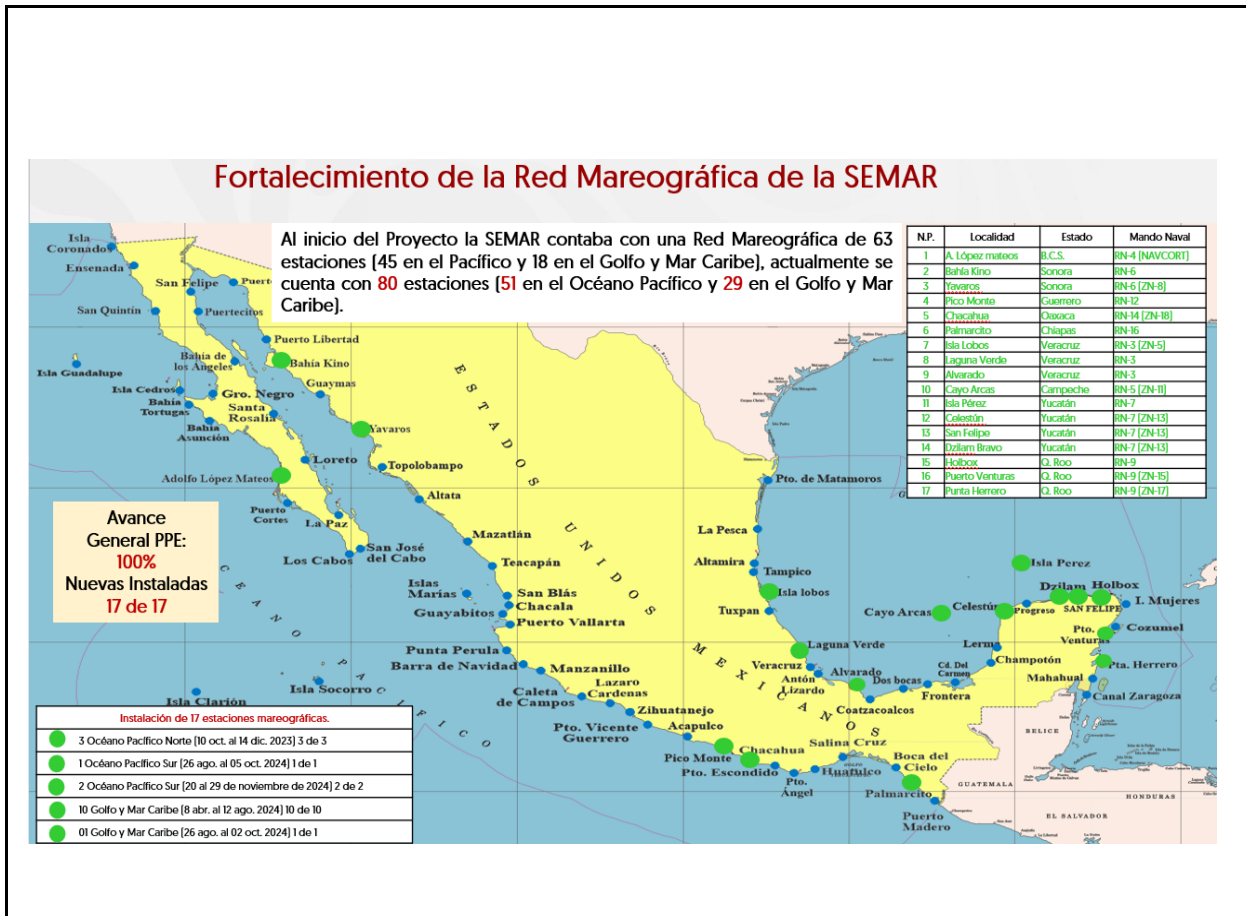 Fortalecimiento de la Red Mareográfica de la SEMAR
Al inicio del Proyecto la SEMAR contaba con una Red Mareográfica de 63
estaciones (45 en el Pacífico y 18 en el Golfo y Mar Caribe), actualmente se
cuenta con 80 estaciones (51 en el Océano Pacífico y 29 en el Golfo y Mar
Caribe).
N.P. Localidad Estado Mando Naval
1 A. López mateos B.C.S. RN-4 (NAVCORT)
2 Bahía Kino Sonora RN-6
3 Yavaros Sonora RN-6 (ZN-8)
4 Pico Monte Guerrero RN-12
5 Chacahua Oaxaca RN-14 (ZN-18)
6 Palmarcito Chiapas RN-16
7 Isla Lobos Veracruz RN-3 (ZN-5)
8 Laguna Verde Veracruz RN-3
9 Alvarado Veracruz RN-3
10 Cayo Arcas Campeche RN-5 (ZN-11)
11 Isla Pérez Yucatán RN-7
12 Celestún Yucatán RN-7 (ZN-13)
13 San Felipe Yucatán RN-7 (ZN-13)
14 Dzilam Bravo Yucatán RN-7 (ZN-13)
15 Holbox Q. Roo RN-9
16 Puerto Venturas Q. Roo RN-9 (ZN-15)
17 Punta Herrero Q. Roo RN-9 (ZN-17)
Isla
Coronados
Ensenada
San Felipe
Puert
San Quintín
Puertecitos
Puerto Libertad
Bahía de
los Ángeles
Bahía Kino
Isla Guadalupe
Isla Cedros
Gro. Negro
Guaymas
Bahía
Tortugas
Santa
Rosalía
Bahía
Asunción
Yavaros
Loreto
Topolobampo
Adolfo López Mateos
Altata
Puerto
Cortes
La Paz
Los Cabos
San José
del Cabo
Mazatlán
Teacapán
Islas
Marías
San Blás
Chacala
Guayabitos
Puerto Vallarta
Punta Perula
Barra de Navidad
Manzanillo
Isla Socorro
Isla Clarión
Caleta
de Campos
Lazaro
Cardenas
Zihuatanejo
Pto. Vicente
Guerrero
Acapulco
Pico Monte
Chacahua
Pto. Escondido
Pto.
Ángel
Huatulco
Salina Cruz
Boca del
Cielo
Palmarcito
Puerto
Madero
Pto. de Matamoros
La Pesca
Altamira
Tampico
Isla lobos
Tuxpan
Laguna Verde
Veracruz
Antón
Lizardo
Alvarado
Coatzacoalcos
Dos bocas
Frontera
Cd. Del
Carmen
Champotón
Lerma
Cayo Arcas
Celestún
Progreso
Isla Perez
Dzilam
Holbox
SAN FELIPE
I. Mujeres
Cozumel
Pto.
Venturas
Pta. Herrero
Mahahual
Canal Zaragoza
ESTADOS UNIDOS MEXICANOS
OCEANO PACIFICO
BELICE
GUATEMALA
HONDURAS
EL SALVADOR
Avance
General PPE:
100%
Nuevas Instaladas
17 de 17
Instalación de 17 estaciones mareográficas.
3 Océano Pacífico Norte (10 oct. al 14 dic. 2023) 3 de 3
1 Océano Pacífico Sur (26 ago. al 05 oct. 2024) 1 de 1
2 Océano Pacífico Sur (20 al 29 de noviembre de 2024) 2 de 2
10 Golfo y Mar Caribe (8 abr. al 12 ago. 2024) 10 de 10
01 Golfo y Mar Caribe (26 ago. al 02 oct. 2024) 1 de 1